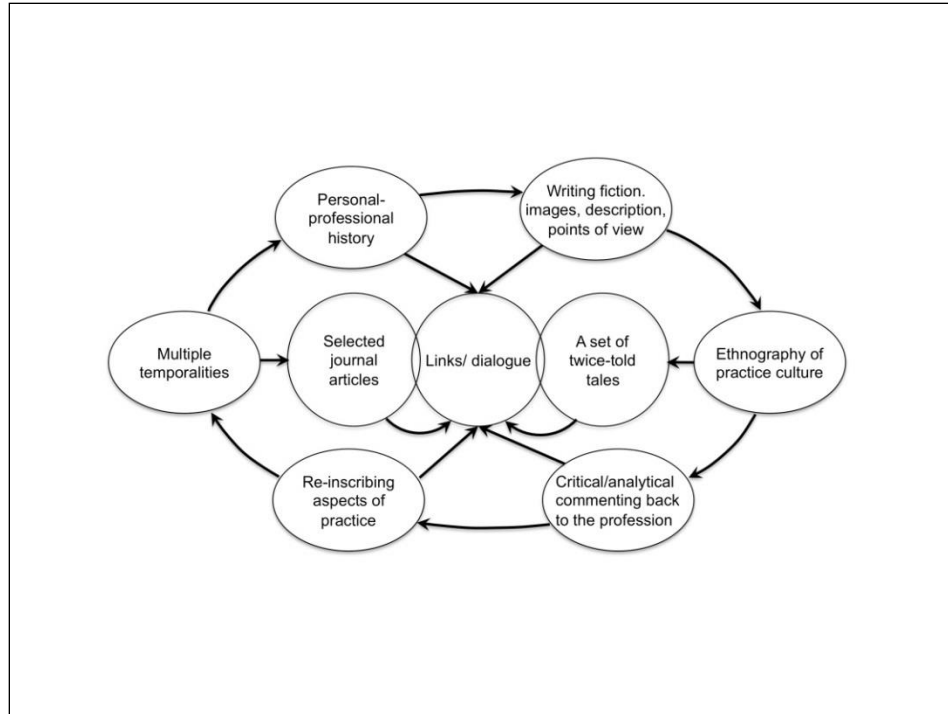 Personal-
professional
history
Writing fiction.
images, description,
points of view
Multiple
temporalities
Selected
journal
articles
Links/ dialogue
A set of
twice-told
tales
Ethnography of
practice culture
Re-inscribing
aspects of
practice
Critical/analytical
commenting back
to the profession